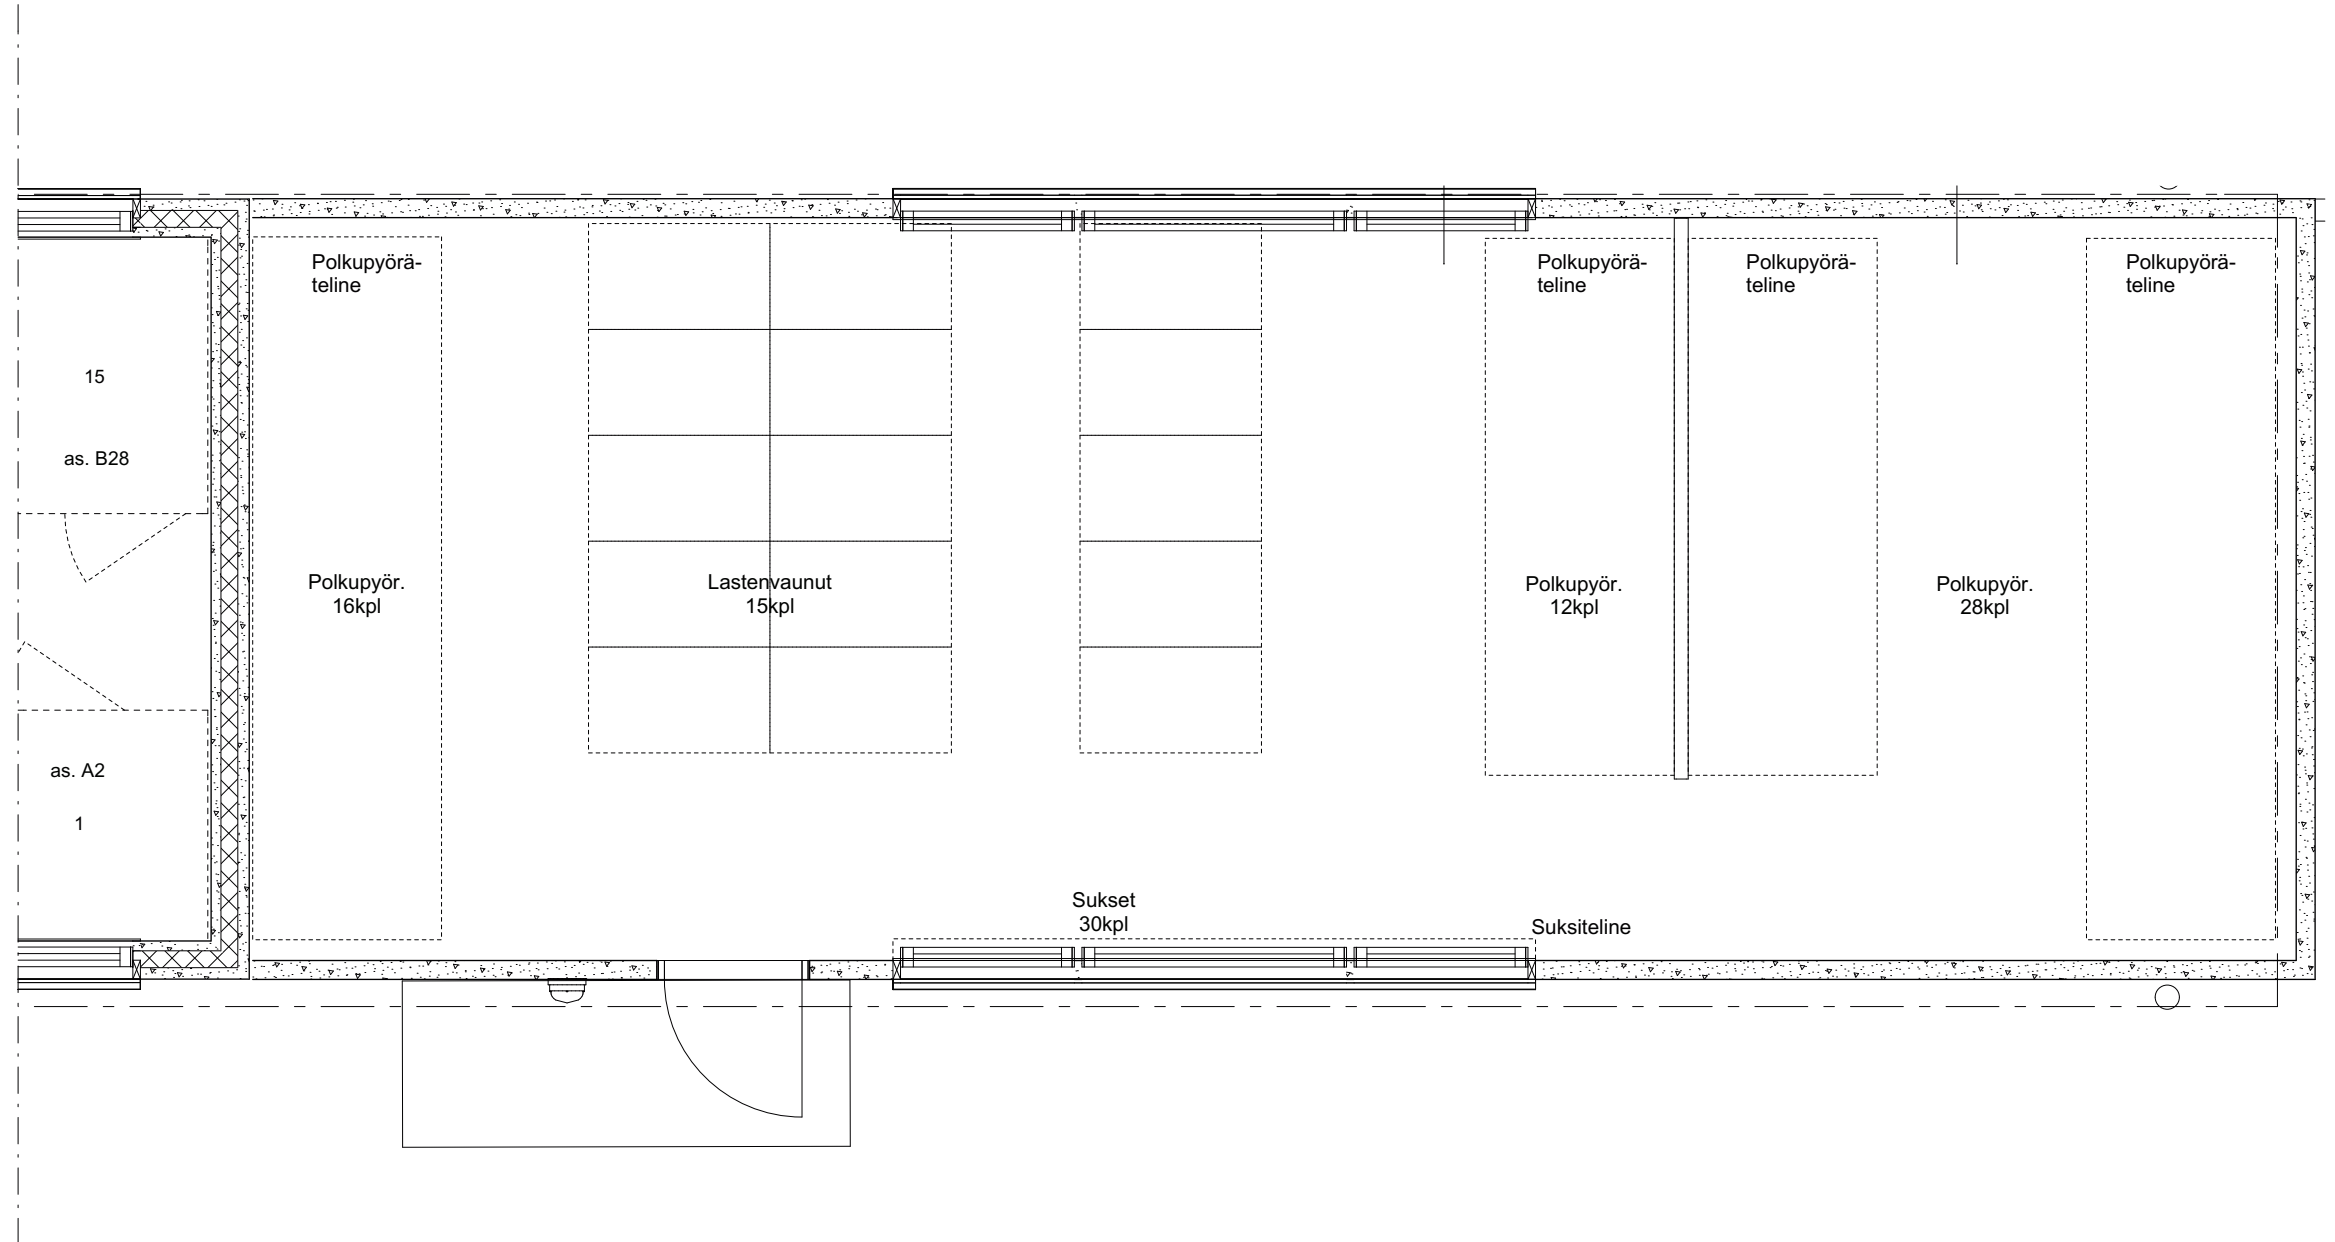 Polkupyörä-
teline
Polkupyörä-
teline
Polkupyörä-
teline
Polkupyörä-
teline
15
as. B28
Polkupyör.
16kpl
Lastenvaunut
15kpl
Polkupyör.
12kpl
Polkupyör.
28kpl
as. A2
1
Sukset
30kpl
Suksiteline